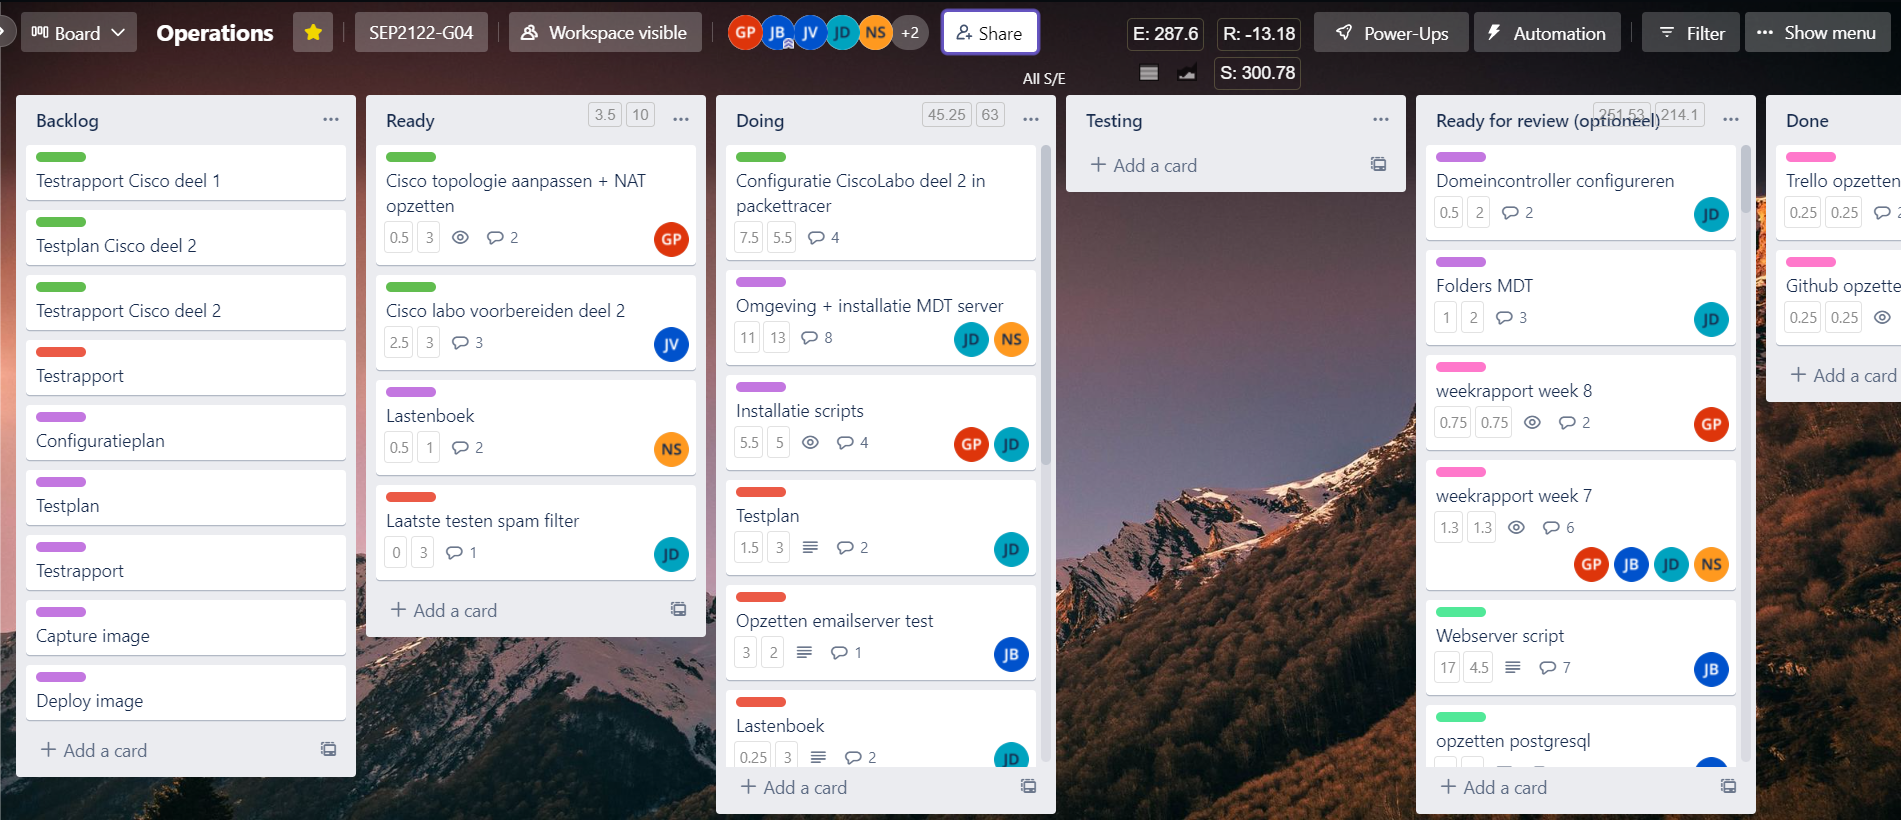 Board
Operations
SEP2122-G04
Workspace visible
GP JB JV JD NS +2
Share
E: 287.6
R: -13.18
S: 300.78
All S/E
Power-Ups
Automation
Filter
Show menu
Backlog
Testrapport Cisco deel 1
Testplan Cisco deel 2
Testrapport Cisco deel 2
Testrapport
Configuratieplan
Testplan
Testrapport
Capture image
Deploy image
Add a card
Ready
3.5 10
Cisco topologie aanpassen + NAT
opzetten
0.5 3 2
GP
Cisco labo voorbereiden deel 2
2.5 3 3
JV
Lastenboek
0.5 1 2
NS
Laatste testen spam filter
0 3 1
JD
Add a card
Doing
45.25 63
Configuratie CiscoLabo deel 2 in
packettracer
7.5 5.5 4
Omgeving + installatie MDT server
11 13 8
JD NS
Installatie scripts
5.5 5 4
GP JD
Testplan
1.5 3 2
JD
Opzetten emailserver test
3 2 1
JB
Lastenboek
0.25 3 2
JD
Add a card
Testing
Add a card
Ready for review (optioneel)
251.53 214.1
Domeincontroller configureren
0.5 2 2
JD
Folders MDT
1 2 3
JD
weekrapport week 8
0.75 0.75 2
GP
weekrapport week 7
1.3 1.3 6
GP JB JD NS
Webserver script
17 4.5 7
JB
opzetten postgresql
Add a card
Done
Trello opzetten
0.25 0.25 2
Github opzette
0.25 0.25
Add a card